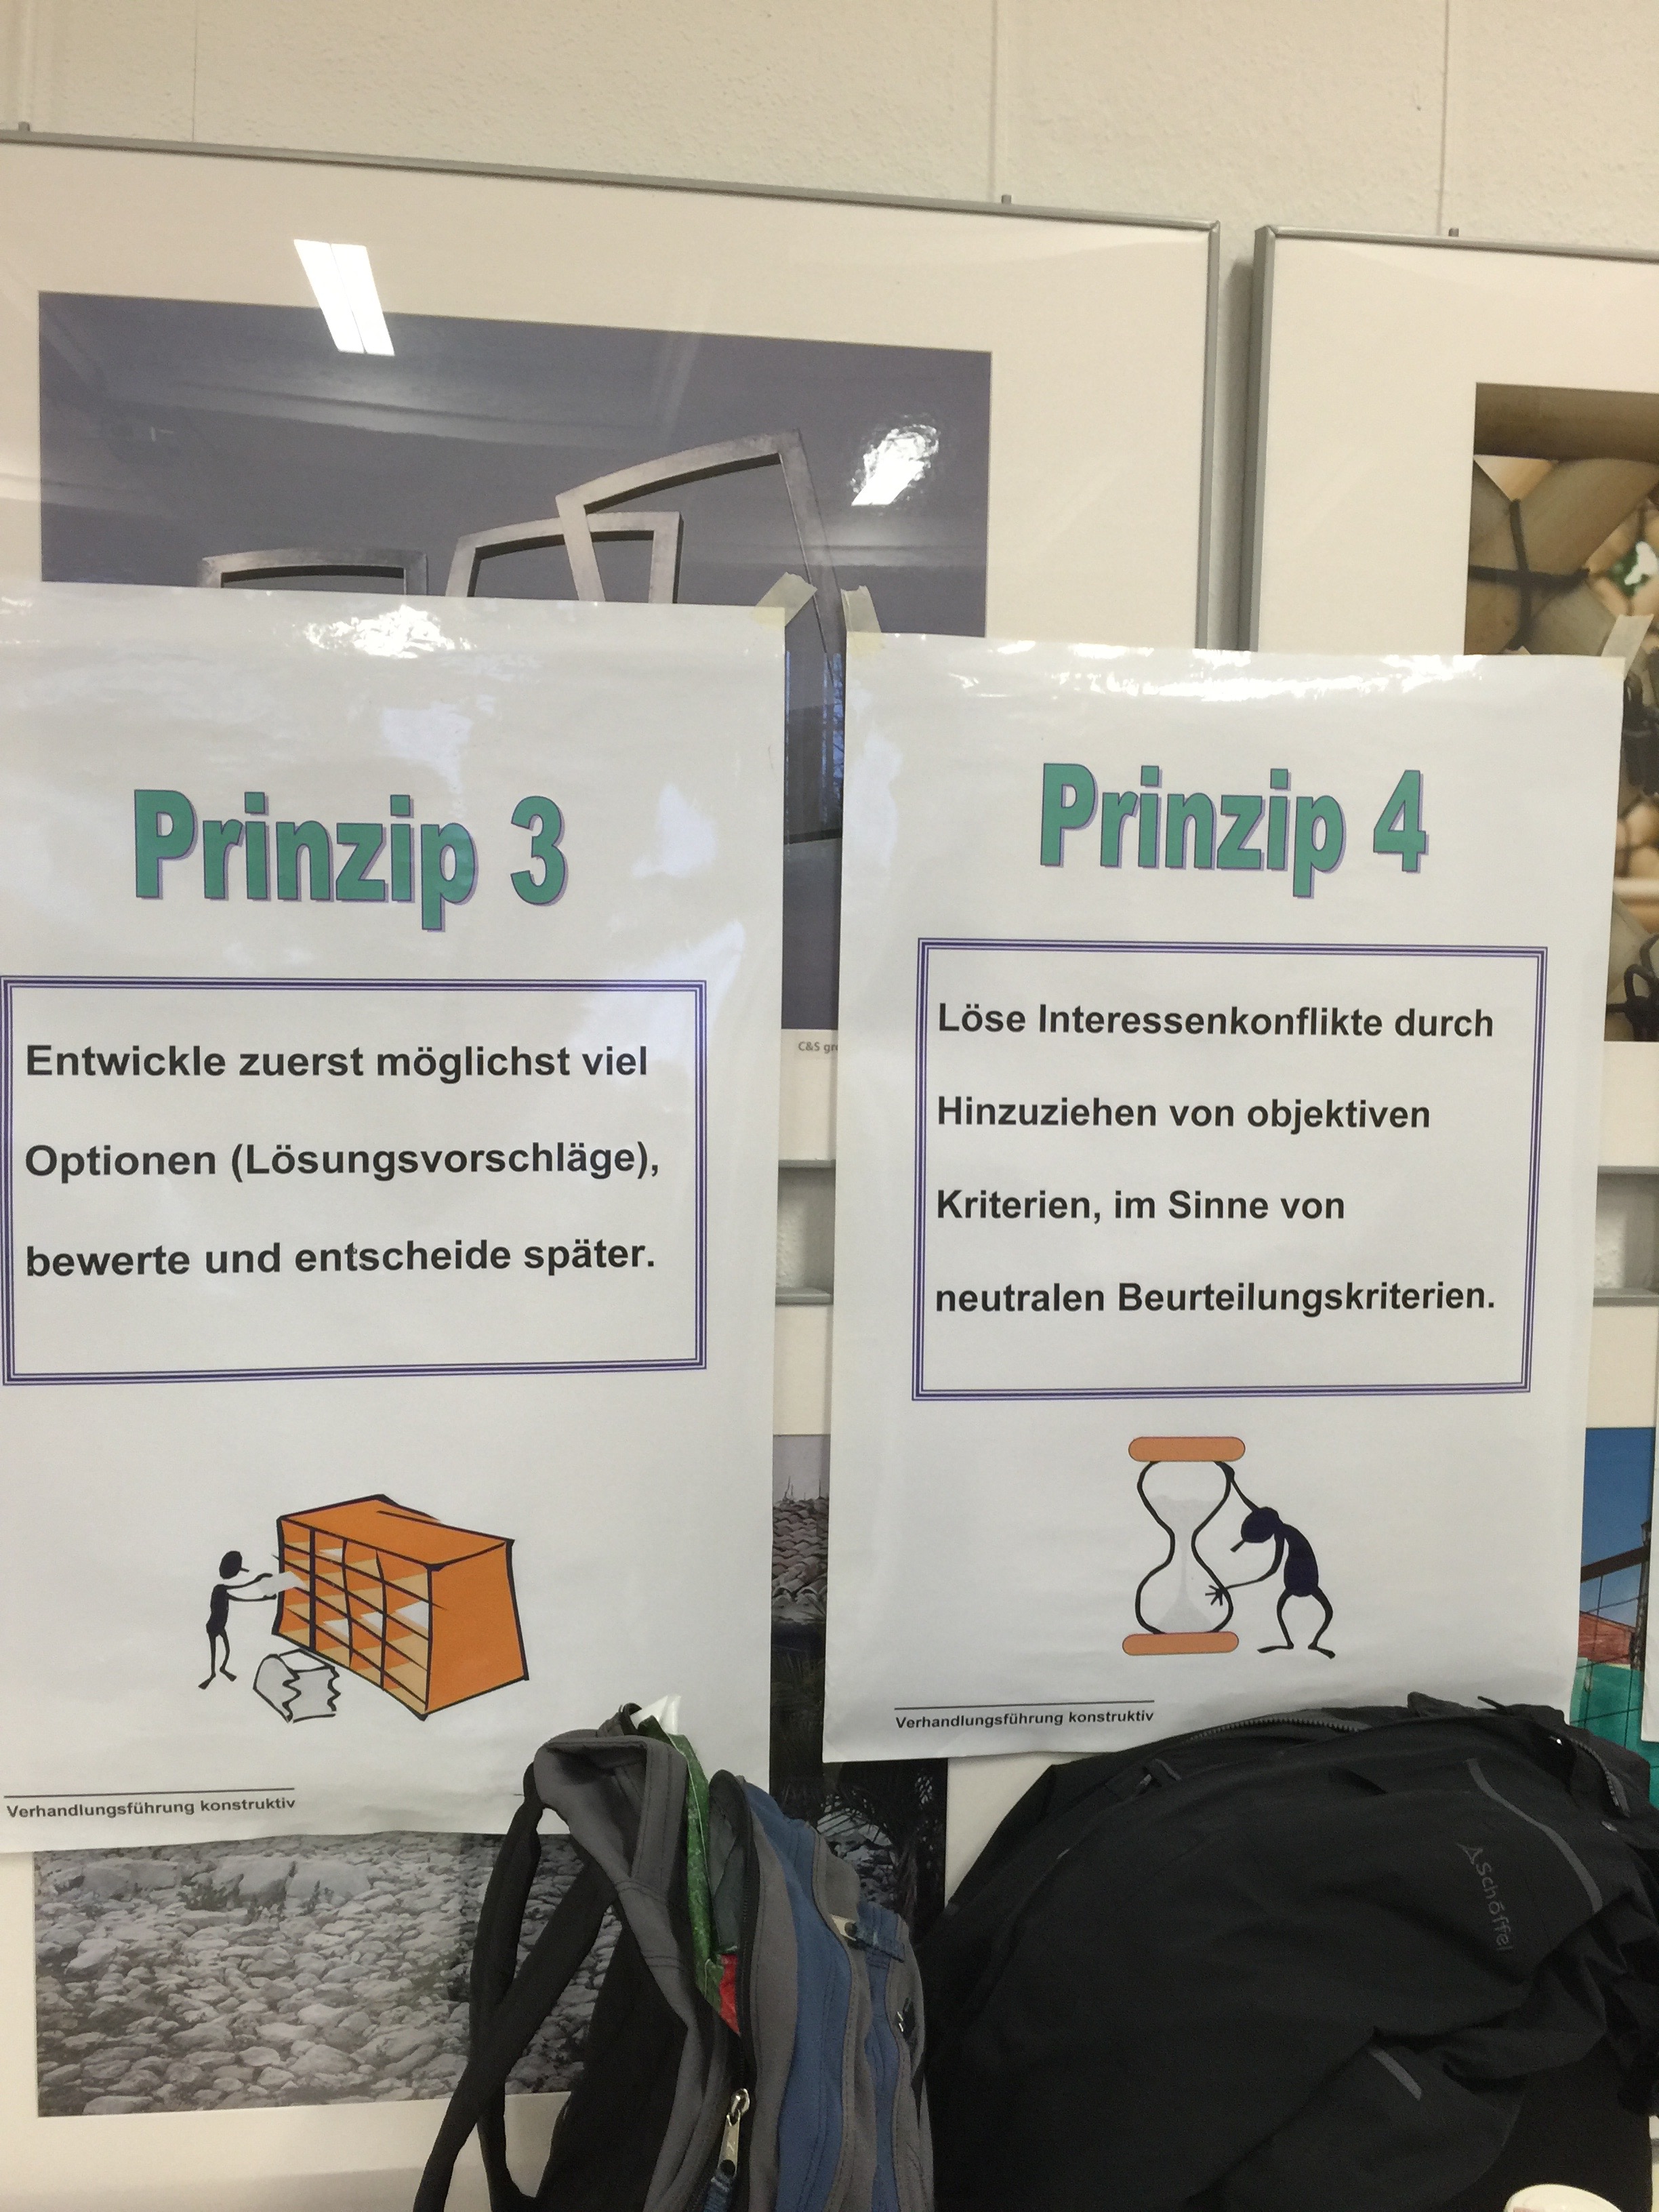 Prinzip 3
Entwickle zuerst möglichst viel
Optionen (Lösungsvorschläge),
bewerte und entscheide später.
Verhandlungsführung konstruktiv
C&S
Prinzip 4
Löse Interessenkonflikte durch
Hinzuziehen von objektiven
Kriterien, im Sinne von
neutralen Beurteilungskriterien.
Verhandlungsführung konstruktiv
Schöffel